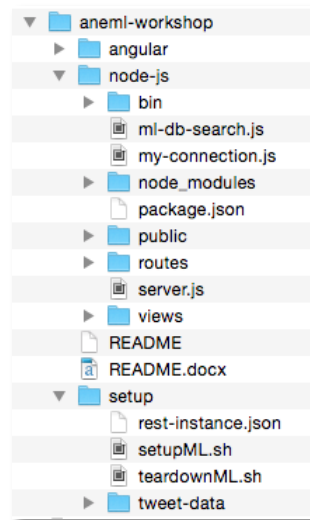 aneml-workshop
angular
node-js
bin
ml-db-search.js
my-connection.js
node_modules
package.json
public
routes
server.js
views
README
README.docx
setup
rest-instance.json
setupML.sh
teardownML.sh
tweet-data